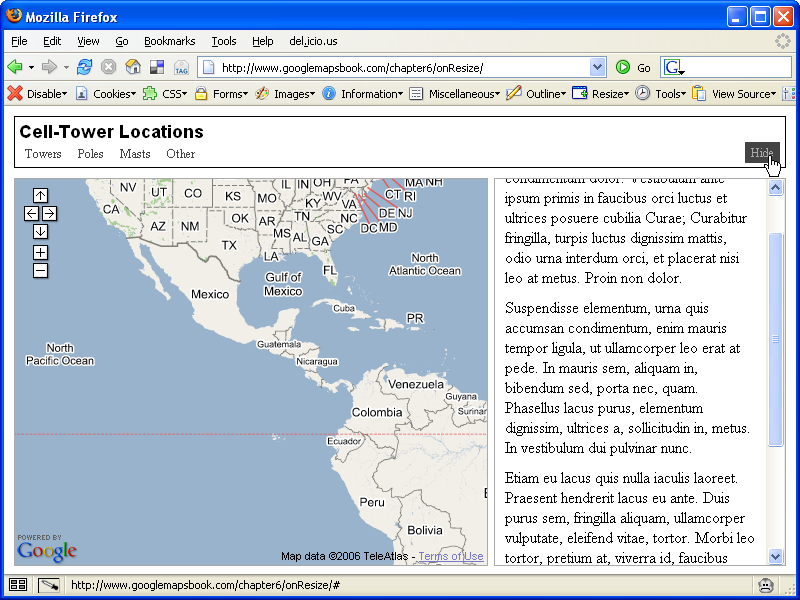 Mozilla Firefox
File Edit View Go Bookmarks Tools Help del.icio.us
TAG http://www.googlemapsbook.com/chapter6/onResize/ Go G
Disable Cookies CSS Forms Images Information Miscellaneous Outline Resize Tools View Source
Cell-Tower Locations
Towers Poles Masts Other Hide
NV UT CO KS MO IL IN OH PA MA NH
CA AZ NM OK AR TN KY WV VA CT RI
TX MS AL GA SC NC DE NJ
DC MD
LA FL
Gulf of
Mexico
North
Atlantic Ocean
Mexico
Cuba
PR
Guatemala
Nicaragua
North
Pacific Ocean
Venezuela
Guyana
Colombia
Ecuador
Peru
Bolivia
POWERED BY
Google
Map data ©2006 TeleAtlas - Terms of Use
condimentum dolor. Vestibulum ante
ipsum primis in faucibus orci luctus et
ultrices posuere cubilia Curae; Curabitur
fringilla, turpis luctus dignissim mattis,
odio urna interdum orci, et placerat nisi
leo at metus. Proin non dolor.
Suspendisse elementum, urna quis
accumsan condimentum, enim mauris
tempor ligula, ut ullamcorper leo erat at
pede. In mauris sem, aliquam in,
bibendum sed, porta nec, quam.
Phasellus lacus purus, elementum
dignissim, ultrices a, sollicitudin in, metus.
In vestibulum dui pulvinar nunc.
Etiam eu lacus quis nulla iaculis laoreet.
Praesent hendrerit lacus eu ante. Duis
purus sem, fringilla aliquam, ullamcorper
vulputate, eleifend vitae, tortor. Morbi leo
tortor, pretium at, viverra id, faucibus
http://www.googlemapsbook.com/chapter6/onResize/#